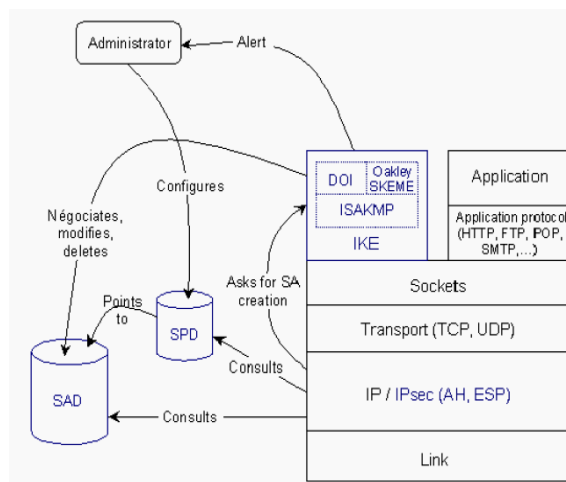 Administrator
Alert
DOI
Oakley
SKEME
ISAKMP
IKE
Application
Application protocol
(HTTP, FTP, POP,
SMTP,...)
Configures
Négociates,
modifies,
deletes
Asks for SA
creation
Sockets
Points
to
SPD
Transport (TCP, UDP)
Consults
SAD
IP / IPsec (AH, ESP)
Consults
Link